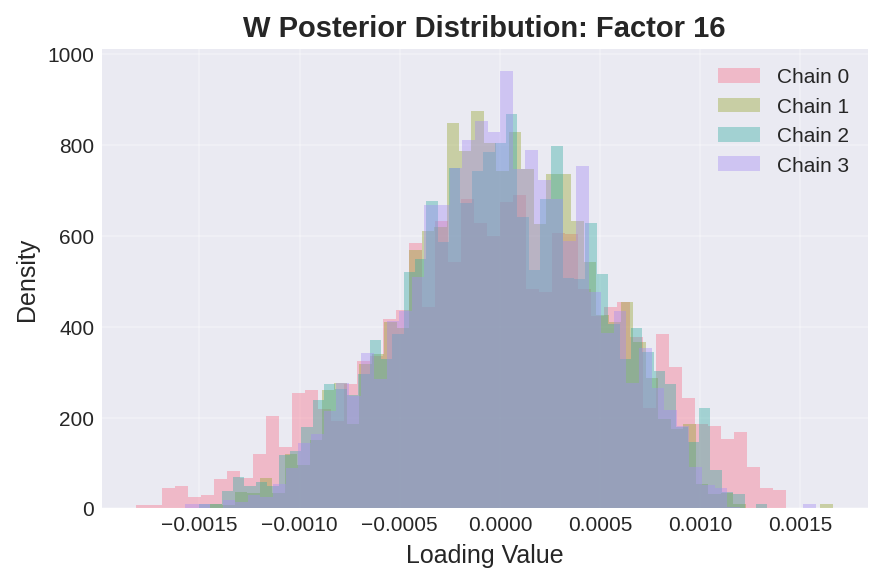 W Posterior Distribution: Factor 16
1000
800
600
400
200
0
Density
Chain 0
Chain 1
Chain 2
Chain 3
−0.0015 −0.0010 −0.0005 0.0000 0.0005 0.0010 0.0015
Loading Value